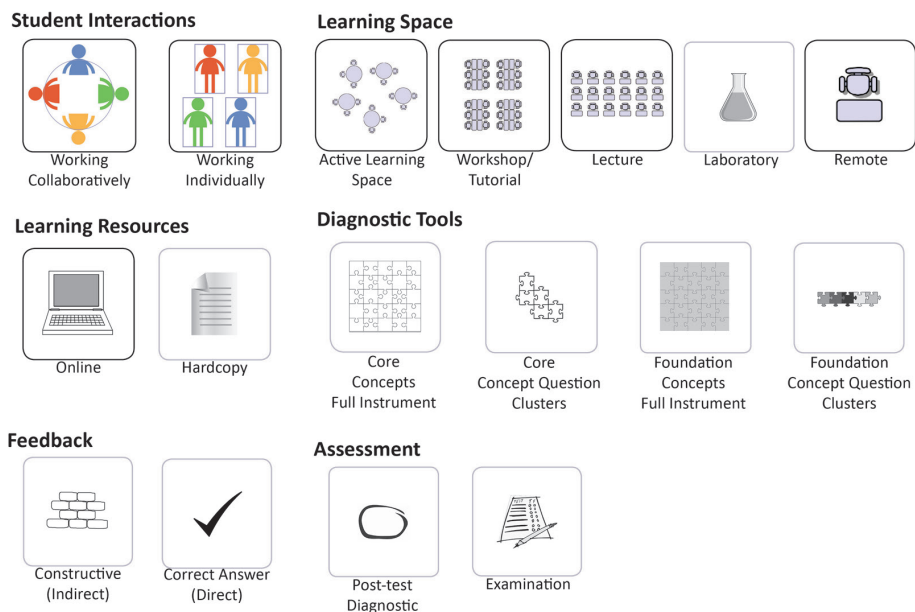 Student Interactions
Learning Space
Working
Collaboratively
Working
Individually
Active Learning
Space
Workshop/
Tutorial
Lecture
Laboratory
Remote
Learning Resources
Diagnostic Tools
Online
Hardcopy
Core
Concepts
Full Instrument
Core
Concept Question
Clusters
Foundation
Concepts
Full Instrument
Foundation
Concept Question
Clusters
Feedback
Assessment
Constructive
(Indirect)
Correct Answer
(Direct)
Post-test
Diagnostic
Examination